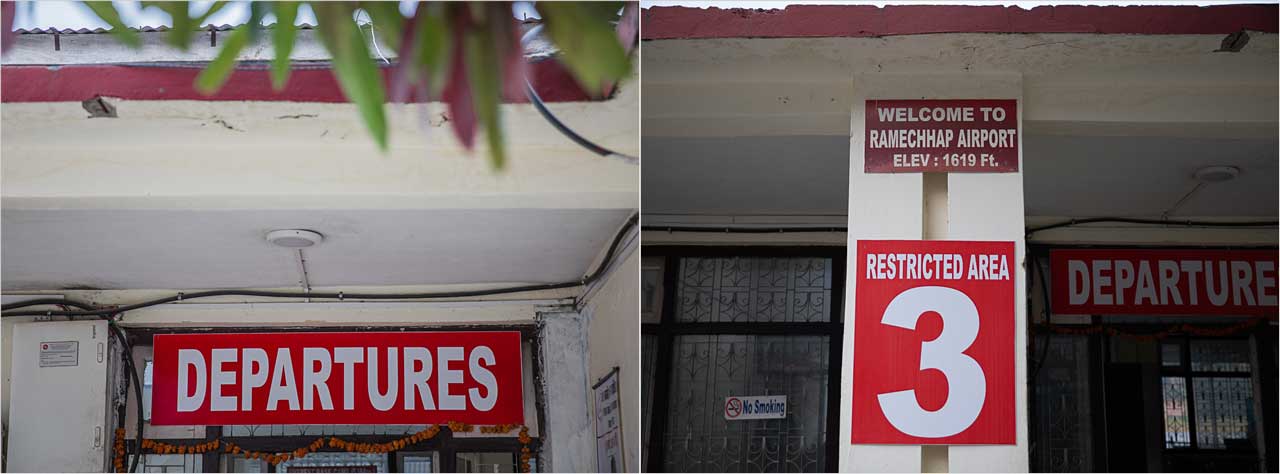 DEPARTURES
WELCOME TO
RAMECHHAP AIRPORT
ELEV : 1619 Ft.
RESTRICTED AREA
3
DEPARTURE
No Smoking